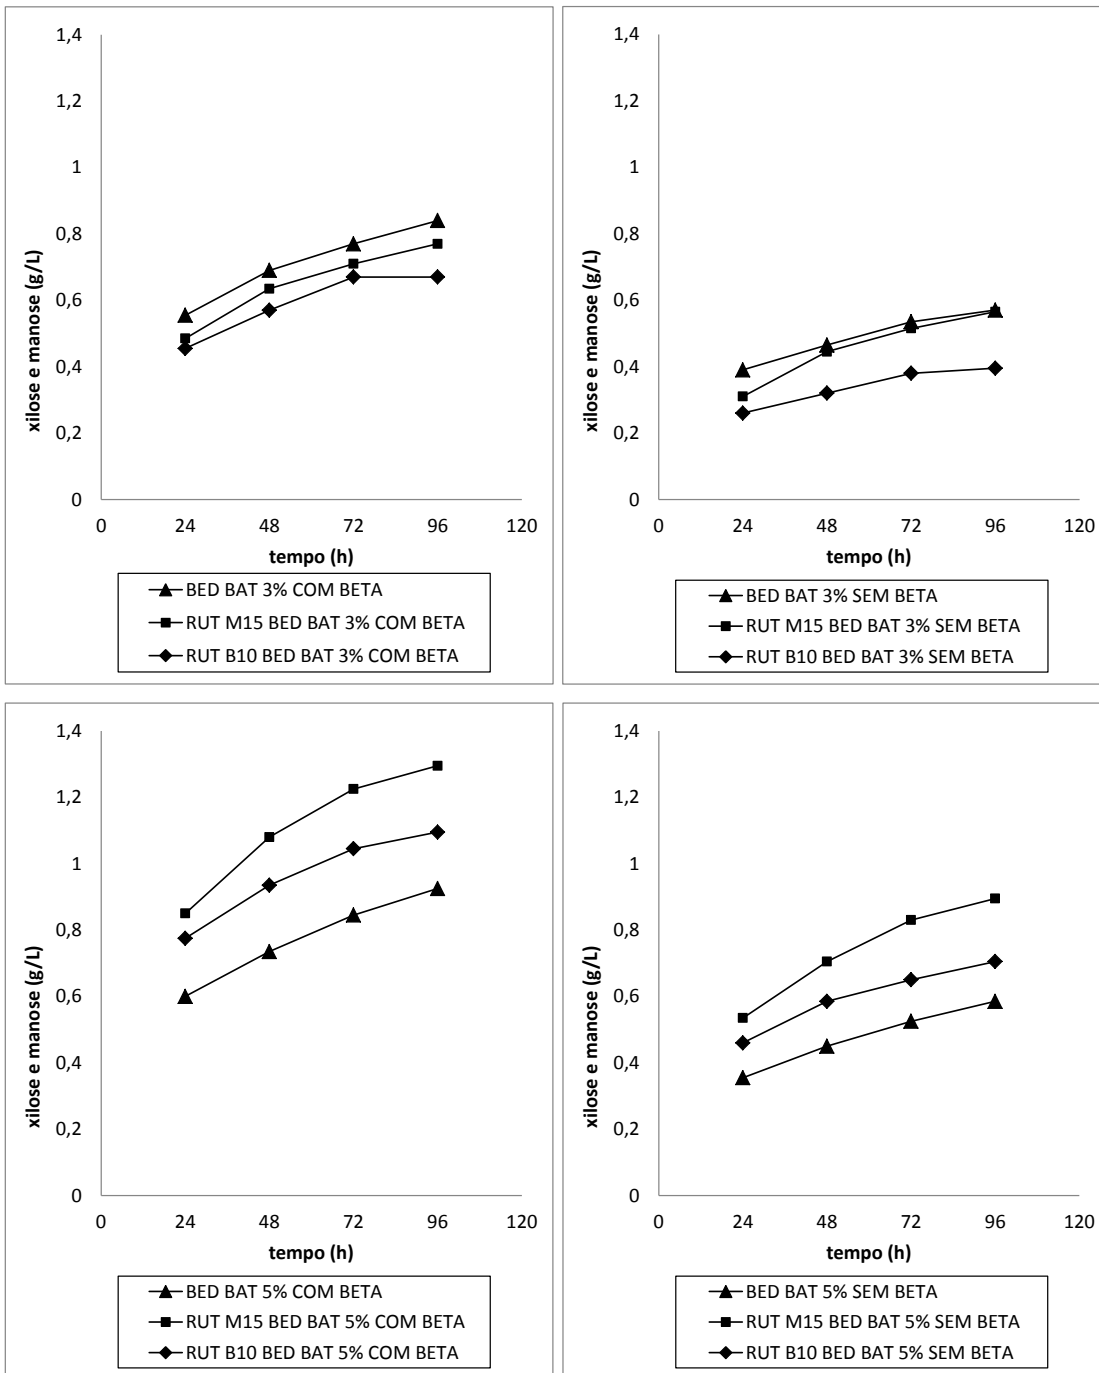 1,4
1,2
1
0,8
0,6
0,4
0,2
0
xilose e manose (g/L)
0 24 48 72 96 120
tempo (h)
BED BAT 3% COM BETA
RUT M15 BED BAT 3% COM BETA
RUT B10 BED BAT 3% COM BETA
1,4
1,2
1
0,8
0,6
0,4
0,2
0
xilose e manose (g/L)
0 24 48 72 96 120
tempo (h)
BED BAT 3% SEM BETA
RUT M15 BED BAT 3% SEM BETA
RUT B10 BED BAT 3% SEM BETA
1,4
1,2
1
0,8
0,6
0,4
0,2
0
xilose e manose (g/L)
0 24 48 72 96 120
tempo (h)
BED BAT 5% COM BETA
RUT M15 BED BAT 5% COM BETA
RUT B10 BED BAT 5% COM BETA
1,4
1,2
1
0,8
0,6
0,4
0,2
0
xilose e manose (g/L)
0 24 48 72 96 120
tempo (h)
BED BAT 5% SEM BETA
RUT M15 BED BAT 5% SEM BETA
RUT B10 BED BAT 5% SEM BETA